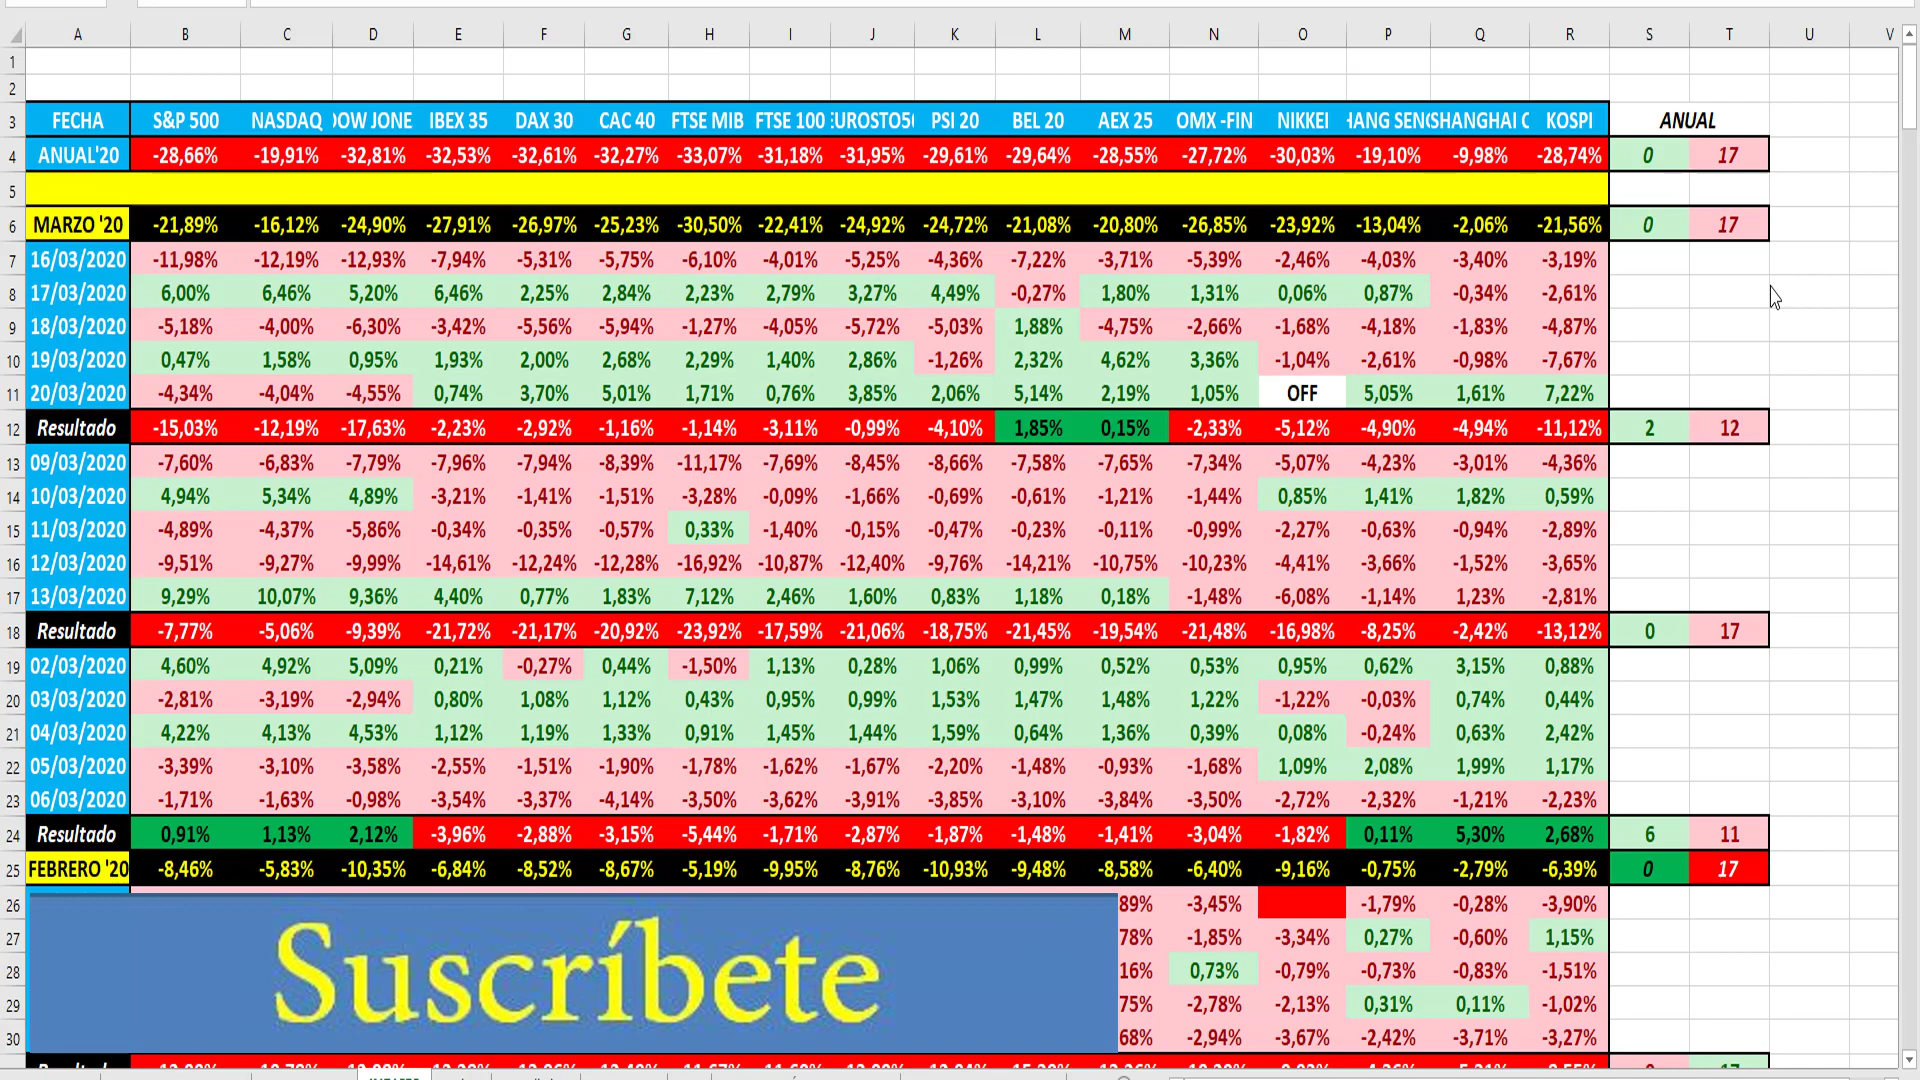 A B C D E F G H I J K L M N O P Q R S T U V
1
2
3 FECHA S&P 500 NASDAQ DOW JONE IBEX 35 DAX 30 CAC 40 FTSE MIB FTSE 100 EUROSTO50 PSI 20 BEL 20 AEX 25 OMX -FIN NIKKEI HANG SENG SHANGHAI C KOSPI ANUAL
4 ANUAL'20 -28,66% -19,91% -32,81% -32,53% -32,61% -32,27% -33,07% -31,18% -31,95% -29,61% -29,64% -28,55% -27,72% -30,03% -19,10% -9,98% -28,74% 0 17
5
6 MARZO '20 -21,89% -16,12% -24,90% -27,91% -26,97% -25,23% -30,50% -22,41% -24,92% -24,72% -21,08% -20,80% -26,85% -23,92% -13,04% -2,06% -21,56% 0 17
7 16/03/2020 -11,98% -12,19% -12,93% -7,94% -5,31% -5,75% -6,10% -4,01% -5,25% -4,36% -7,22% -3,71% -5,39% -2,46% -4,03% -3,40% -3,19%
8 17/03/2020 6,00% 6,46% 5,20% 6,46% 2,25% 2,84% 2,23% 2,79% 3,27% 4,49% -0,27% 1,80% 1,31% 0,06% 0,87% -0,34% -2,61%
9 18/03/2020 -5,18% -4,00% -6,30% -3,42% -5,56% -5,94% -1,27% -4,05% -5,72% -5,03% 1,88% -4,75% -2,66% -1,68% -4,18% -1,83% -4,87%
10 19/03/2020 0,47% 1,58% 0,95% 1,93% 2,00% 2,68% 2,29% 1,40% 2,86% -1,26% 2,32% 4,62% 3,36% -1,04% -2,61% -0,98% -7,67%
11 20/03/2020 -4,34% -4,04% -4,55% 0,74% 3,70% 5,01% 1,71% 0,76% 3,85% 2,06% 5,14% 2,19% 1,05% OFF 5,05% 1,61% 7,22%
12 Resultado -15,03% -12,19% -17,63% -2,23% -2,92% -1,16% -1,14% -3,11% -0,99% -4,10% 1,85% 0,15% -2,33% -5,12% -4,90% -4,94% -11,12% 2 12
13 09/03/2020 -7,60% -6,83% -7,79% -7,96% -7,94% -8,39% -11,17% -7,69% -8,45% -8,66% -7,58% -7,65% -7,34% -5,07% -4,23% -3,01% -4,36%
14 10/03/2020 4,94% 5,34% 4,89% -3,21% -1,41% -1,51% -3,28% -0,09% -1,66% -0,69% -0,61% -1,21% -1,44% 0,85% 1,41% 1,82% 0,59%
15 11/03/2020 -4,89% -4,37% -5,86% -0,34% -0,35% -0,57% 0,33% -1,40% -0,15% -0,47% -0,23% -0,11% -0,99% -2,27% -0,63% -0,94% -2,89%
16 12/03/2020 -9,51% -9,27% -9,99% -14,61% -12,24% -12,28% -16,92% -10,87% -12,40% -9,76% -14,21% -10,75% -10,23% -4,41% -3,66% -1,52% -3,65%
17 13/03/2020 9,29% 10,07% 9,36% 4,40% 0,77% 1,83% 7,12% 2,46% 1,60% 0,83% 1,18% 0,18% -1,48% -6,08% -1,14% 1,23% -2,81%
18 Resultado -7,77% -5,06% -9,39% -21,72% -21,17% -20,92% -23,92% -17,59% -21,06% -18,75% -21,45% -19,54% -21,48% -16,98% -8,25% -2,42% -13,12% 0 17
19 02/03/2020 4,60% 4,92% 5,09% 0,21% -0,27% 0,44% -1,50% 1,13% 0,28% 1,06% 0,99% 0,52% 0,53% 0,95% 0,62% 3,15% 0,88%
20 03/03/2020 -2,81% -3,19% -2,94% 0,80% 1,08% 1,12% 0,43% 0,95% 0,99% 1,53% 1,47% 1,48% 1,22% -1,22% -0,03% 0,74% 0,44%
21 04/03/2020 4,22% 4,13% 4,53% 1,12% 1,19% 1,33% 0,91% 1,45% 1,44% 1,59% 0,64% 1,36% 0,39% 0,08% -0,24% 0,63% 2,42%
22 05/03/2020 -3,39% -3,10% -3,58% -2,55% -1,51% -1,90% -1,78% -1,62% -1,67% -2,20% -1,48% -0,93% -1,68% 1,09% 2,08% 1,99% 1,17%
23 06/03/2020 -1,71% -1,63% -0,98% -3,54% -3,37% -4,14% -3,50% -3,62% -3,91% -3,85% -3,10% -3,84% -3,50% -2,72% -2,32% -1,21% -2,23%
24 Resultado 0,91% 1,13% 2,12% -3,96% -2,88% -3,15% -5,44% -1,71% -2,87% -1,87% -1,48% -1,41% -3,04% -1,82% 0,11% 5,30% 2,68% 6 11
25 FEBRERO '20 -8,46% -5,83% -10,35% -6,84% -8,52% -8,67% -5,19% -9,95% -8,76% -10,93% -9,48% -8,58% -6,40% -9,16% -0,75% -2,79% -6,39% 0 17
26 89% -3,45% -1,79% -0,28% -3,90%
27 78% -1,85% -3,34% 0,27% -0,60% 1,15%
28 16% 0,73% -0,79% -0,73% -0,83% -1,51%
29 75% -2,78% -2,13% 0,31% 0,11% -1,02%
30 68% -2,94% -3,67% -2,42% -3,71% -3,27%
Suscríbete